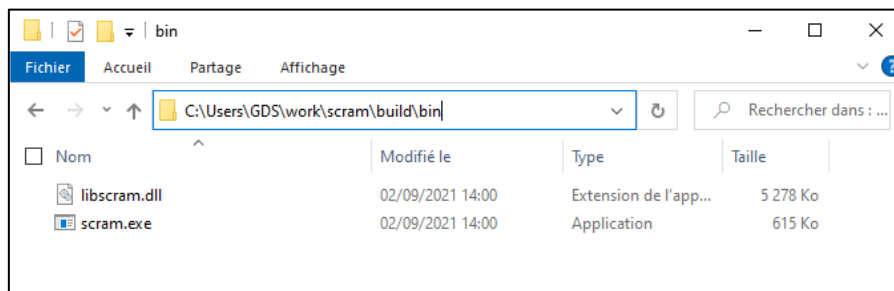 bin
Fichier Accueil Partage Affichage
C:\Users\GDS\work\scram\build\bin Rechercher dans : ...
Nom Modifié le Type Taille
libscram.dll 02/09/2021 14:00 Extension de l'app... 5 278 Ko
scram.exe 02/09/2021 14:00 Application 615 Ko